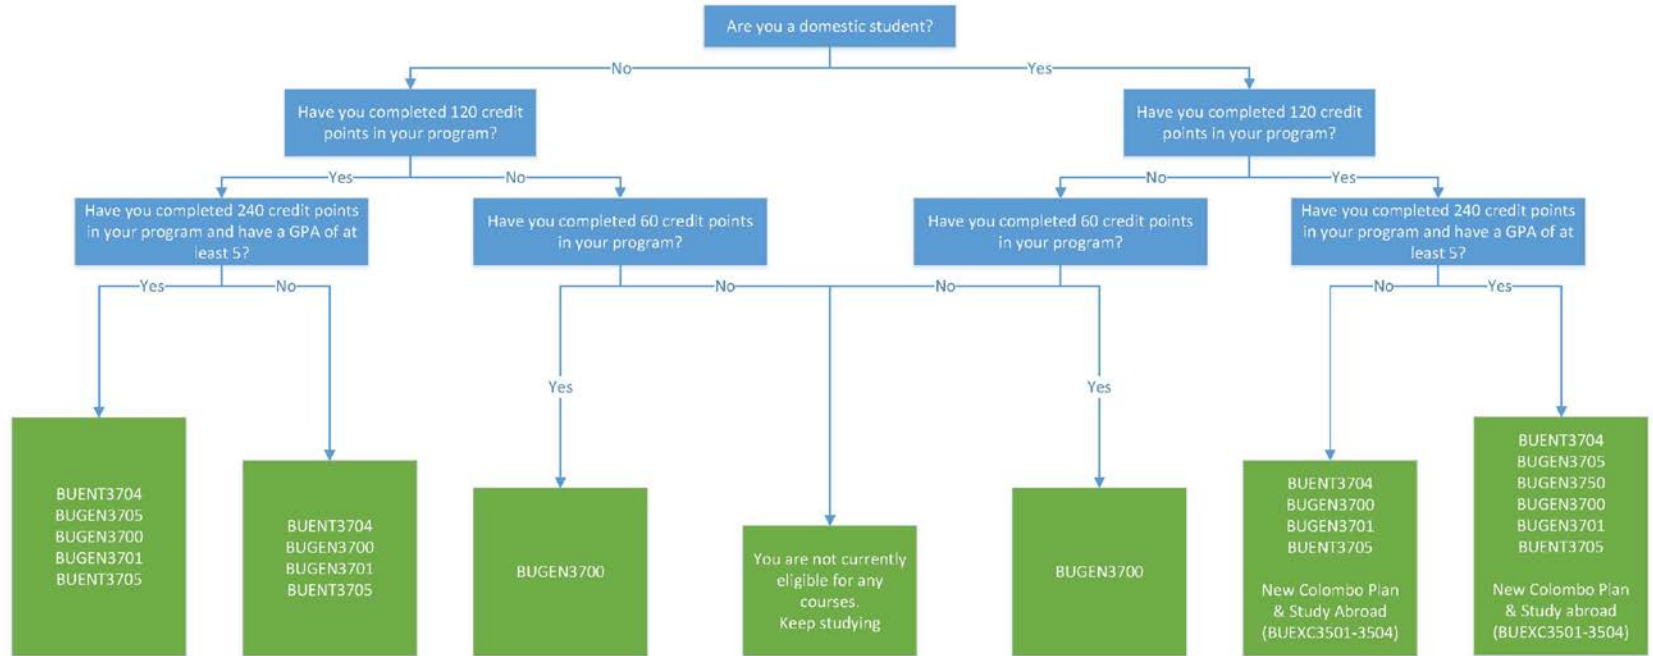 Are you a domestic student?
No
Yes
Have you completed 120 credit
points in your program?
Have you completed 120 credit
points in your program?
Yes
No
No
Yes
Have you completed 240 credit points
in your program and have a GPA of at
least 5?
Have you completed 60 credit points
in your program?
Have you completed 60 credit points
in your program?
Have you completed 240 credit points
in your program and have a GPA of at
least 5?
Yes
No
No
No
No
Yes
Yes
Yes
BUENT3704
BUGEN3705
BUGEN3700
BUGEN3701
BUENT3705
BUENT3704
BUGEN3700
BUGEN3701
BUENT3705
BUGEN3700
You are not currently
eligible for any
courses.
Keep studying
BUGEN3700
BUENT3704
BUGEN3700
BUGEN3701
BUENT3705
New Colombo Plan
& Study Abroad
(BUEXC3501-3504)
BUENT3704
BUGEN3705
BUGEN3750
BUGEN3700
BUGEN3701
BUENT3705
New Colombo Plan
& Study abroad
(BUEXC3501-3504)